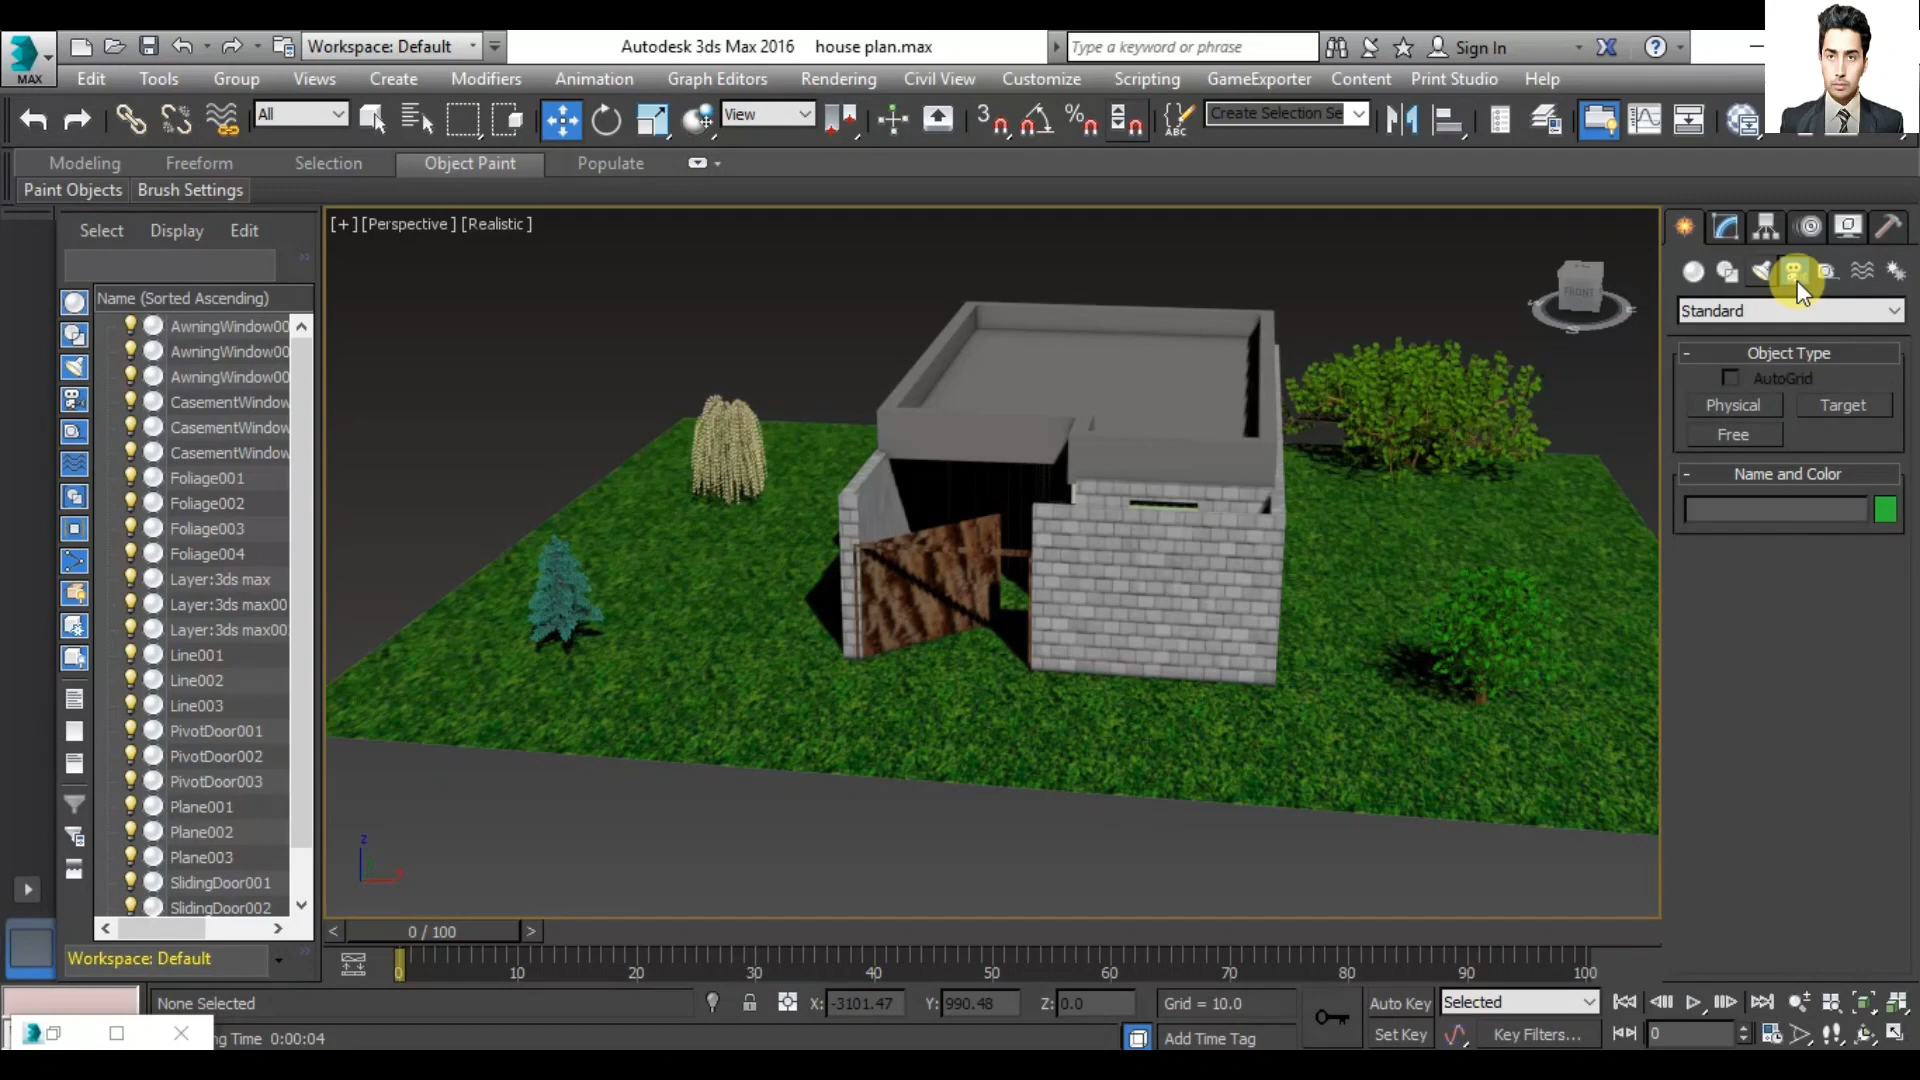 Workspace: Default
Autodesk 3ds Max 2016 house plan.max
Type a keyword or phrase
Sign In
MAX
Edit Tools Group Views Create Modifiers Animation Graph Editors Rendering Civil View Customize Scripting GameExporter Content Print Studio Help
All
View
3
%
ABC
Create Selection Se
Modeling Freeform Selection Object Paint Populate
Paint Objects Brush Settings
Select Display Edit
[+][Perspective][Realistic]
FRONT
S
Standard
Object Type
AutoGrid
Physical Target
Free
Name and Color
Name (Sorted Ascending)
AwningWindow00
AwningWindow00
AwningWindow00
CasementWindow
CasementWindow
CasementWindow
Foliage001
Foliage002
Foliage003
Foliage004
Layer:3ds max
Layer:3ds max00
Layer:3ds max00
Line001
Line002
Line003
PivotDoor001
PivotDoor002
PivotDoor003
Plane001
Plane002
Plane003
SlidingDoor001
SlidingDoor002
z
< 0 / 100 >
Workspace: Default
0 10 20 30 40 50 60 70 80 90 100
None Selected
X: -3101.47 Y: 990.48 Z: 0.0
Grid = 10.0
Auto Key Selected
g Time 0:00:04
Add Time Tag
Set Key Key Filters...
0